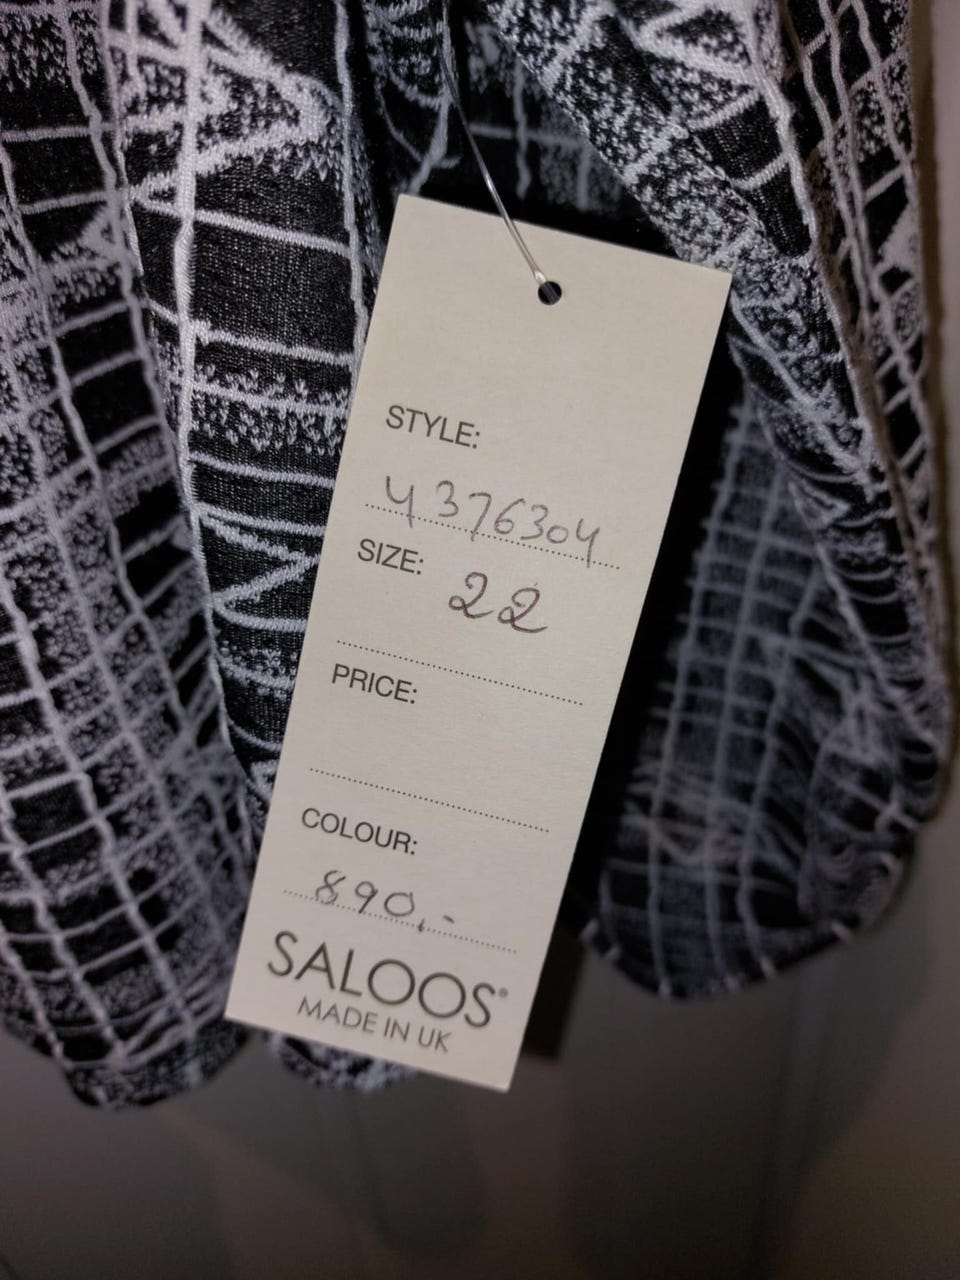 STYLE:
4376304
SIZE:
22
PRICE:
COLOUR:
890,-
SALOOS®
MADE IN UK